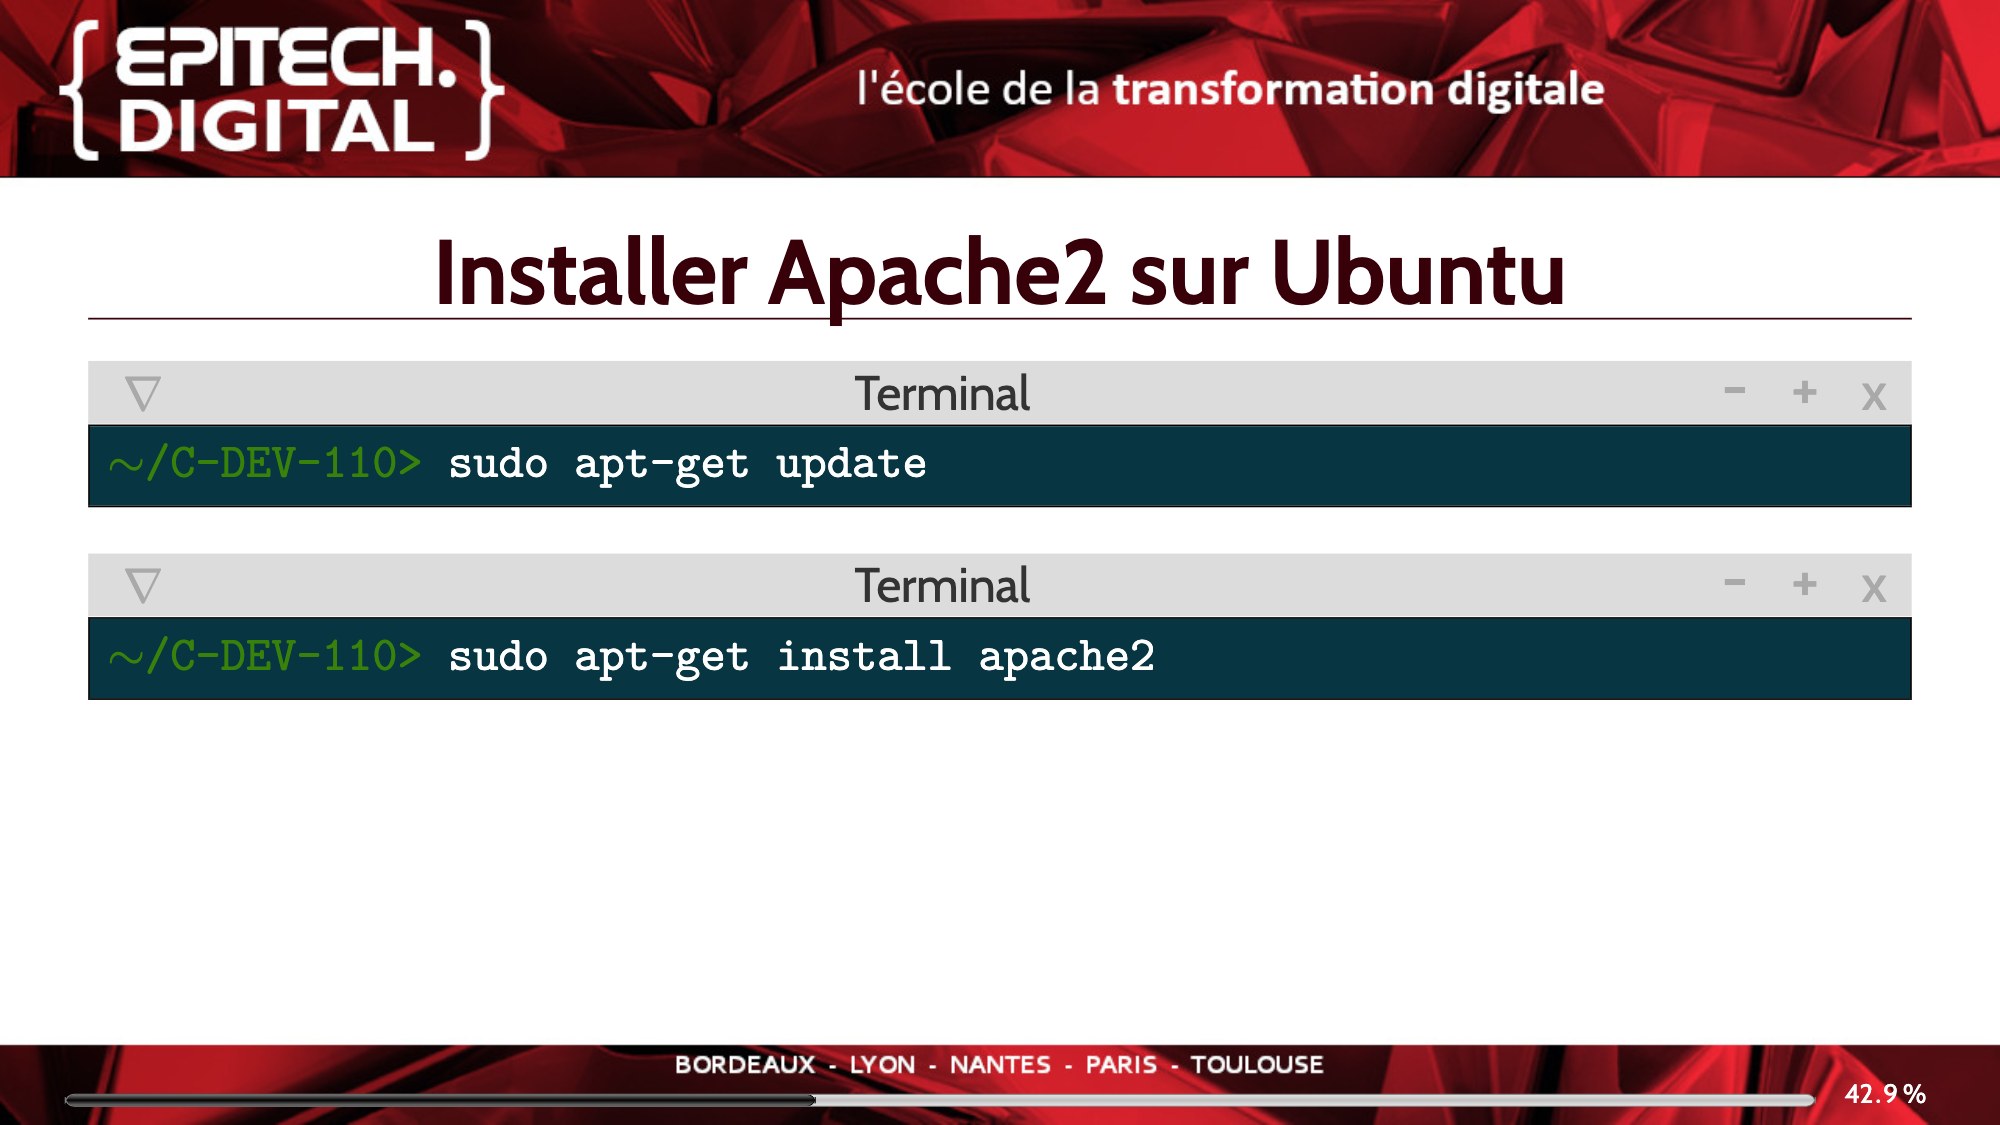 { EPITECH. DIGITAL }
l'école de la transformation digitale
Installer Apache2 sur Ubuntu
▽ Terminal - + x
~/C-DEV-110> sudo apt-get update
▽ Terminal - + x
~/C-DEV-110> sudo apt-get install apache2
BORDEAUX - LYON - NANTES - PARIS - TOULOUSE
42.9 %